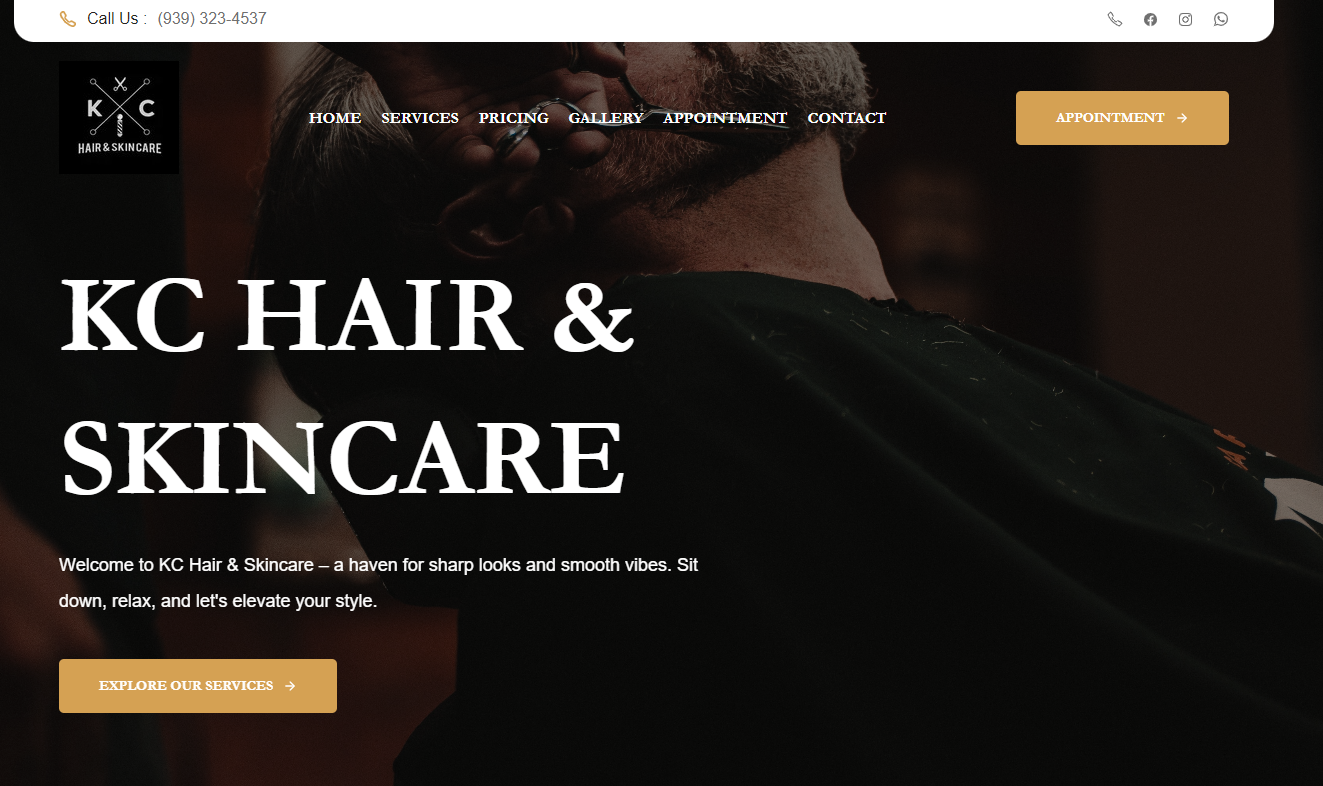 Call Us : (939) 323-4537
K C
HAIR & SKINCARE
HOME SERVICES PRICING GALLERY APPOINTMENT CONTACT
APPOINTMENT
KC HAIR &
SKINCARE
Welcome to KC Hair & Skincare – a haven for sharp looks and smooth vibes. Sit
down, relax, and let's elevate your style.
EXPLORE OUR SERVICES